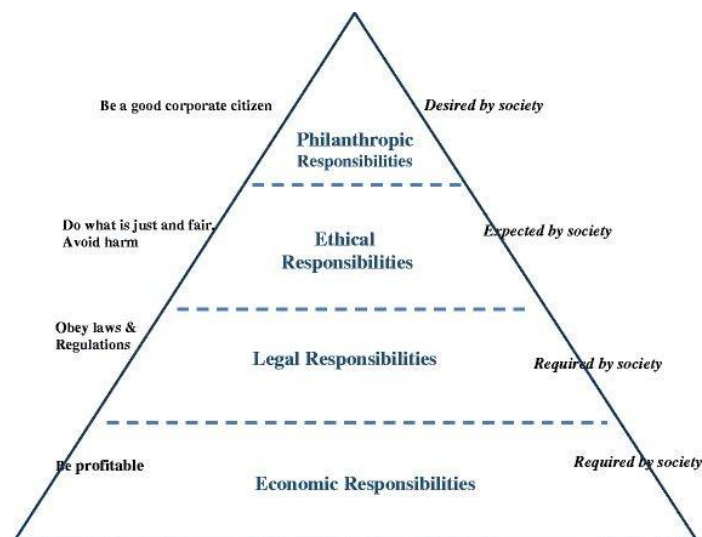 Be a good corporate citizen
Desired by society
Philanthropic
Responsibilities
Do what is just and fair,
Avoid harm
Expected by society
Ethical
Responsibilities
Obey laws &
Regulations
Legal Responsibilities
Required by society
Be profitable
Required by society
Economic Responsibilities